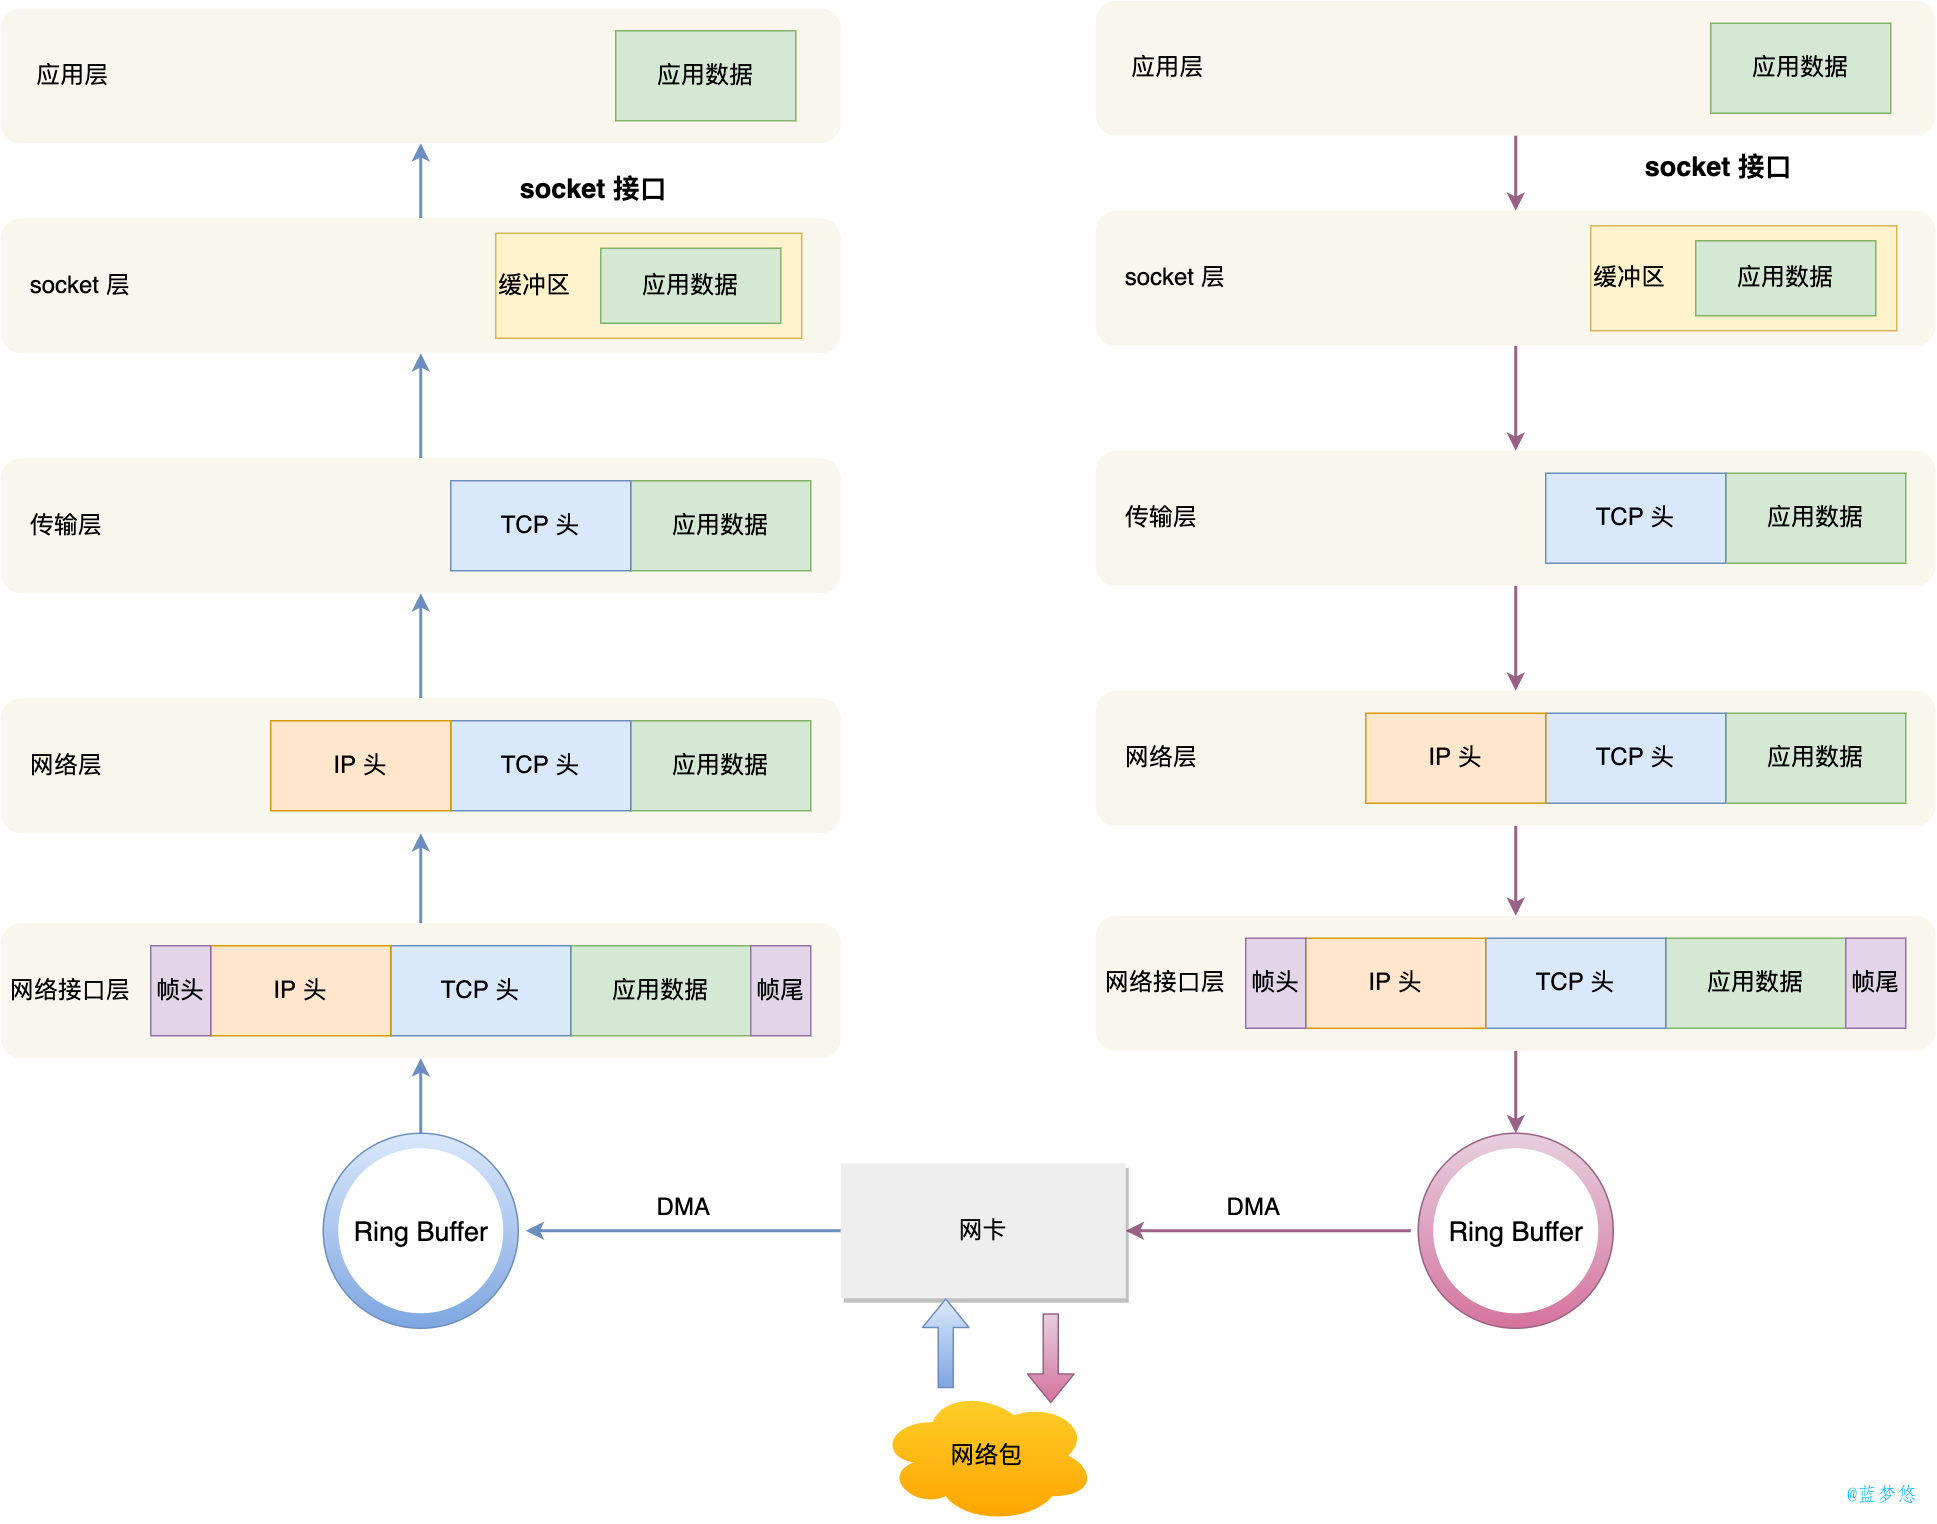 应用层
应用数据
socket 接口
socket 层
缓冲区
应用数据
传输层
TCP 头
应用数据
网络层
IP 头
TCP 头
应用数据
网络接口层
帧头
IP 头
TCP 头
应用数据
帧尾
Ring Buffer
DMA
网卡
网络包
应用层
应用数据
socket 接口
socket 层
缓冲区
应用数据
传输层
TCP 头
应用数据
网络层
IP 头
TCP 头
应用数据
网络接口层
帧头
IP 头
TCP 头
应用数据
帧尾
DMA
Ring Buffer
@蓝梦悠